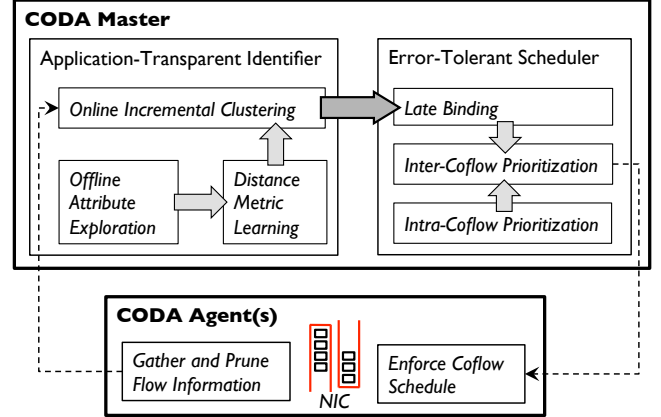 CODA Master
Application-Transparent Identifier
Online Incremental Clustering
Offline
Attribute
Exploration
Distance
Metric
Learning
Error-Tolerant Scheduler
Late Binding
Inter-Coflow Prioritization
Intra-Coflow Prioritization
CODA Agent(s)
Gather and Prune
Flow Information
NIC
Enforce Coflow
Schedule